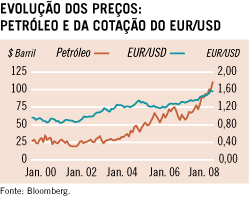 EVOLUÇÃO DOS PREÇOS:
PETRÓLEO E DA COTAÇÃO DO EUR/USD
$ Barril Petróleo EUR/USD EUR/USD
125 2,00
100 1,60
75 1,20
50 0,80
25 0,40
0 0,00
Jan. 00 Jan. 02 Jan. 04 Jan. 06 Jan. 08
Fonte: Bloomberg.